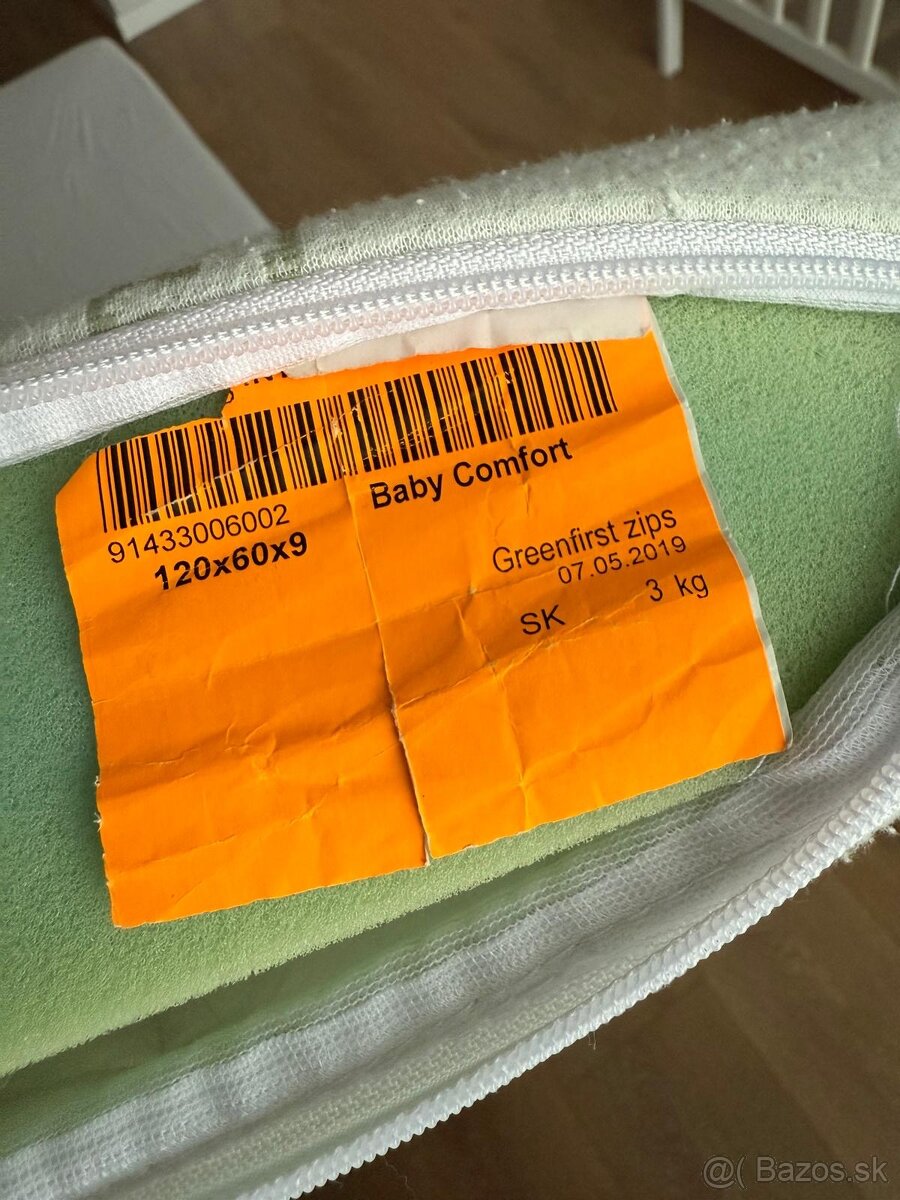 91433006002
Baby Comfort
120x60x9
Greenfirst zips
07.05.2019
SK 3 kg
@( Bazos.sk